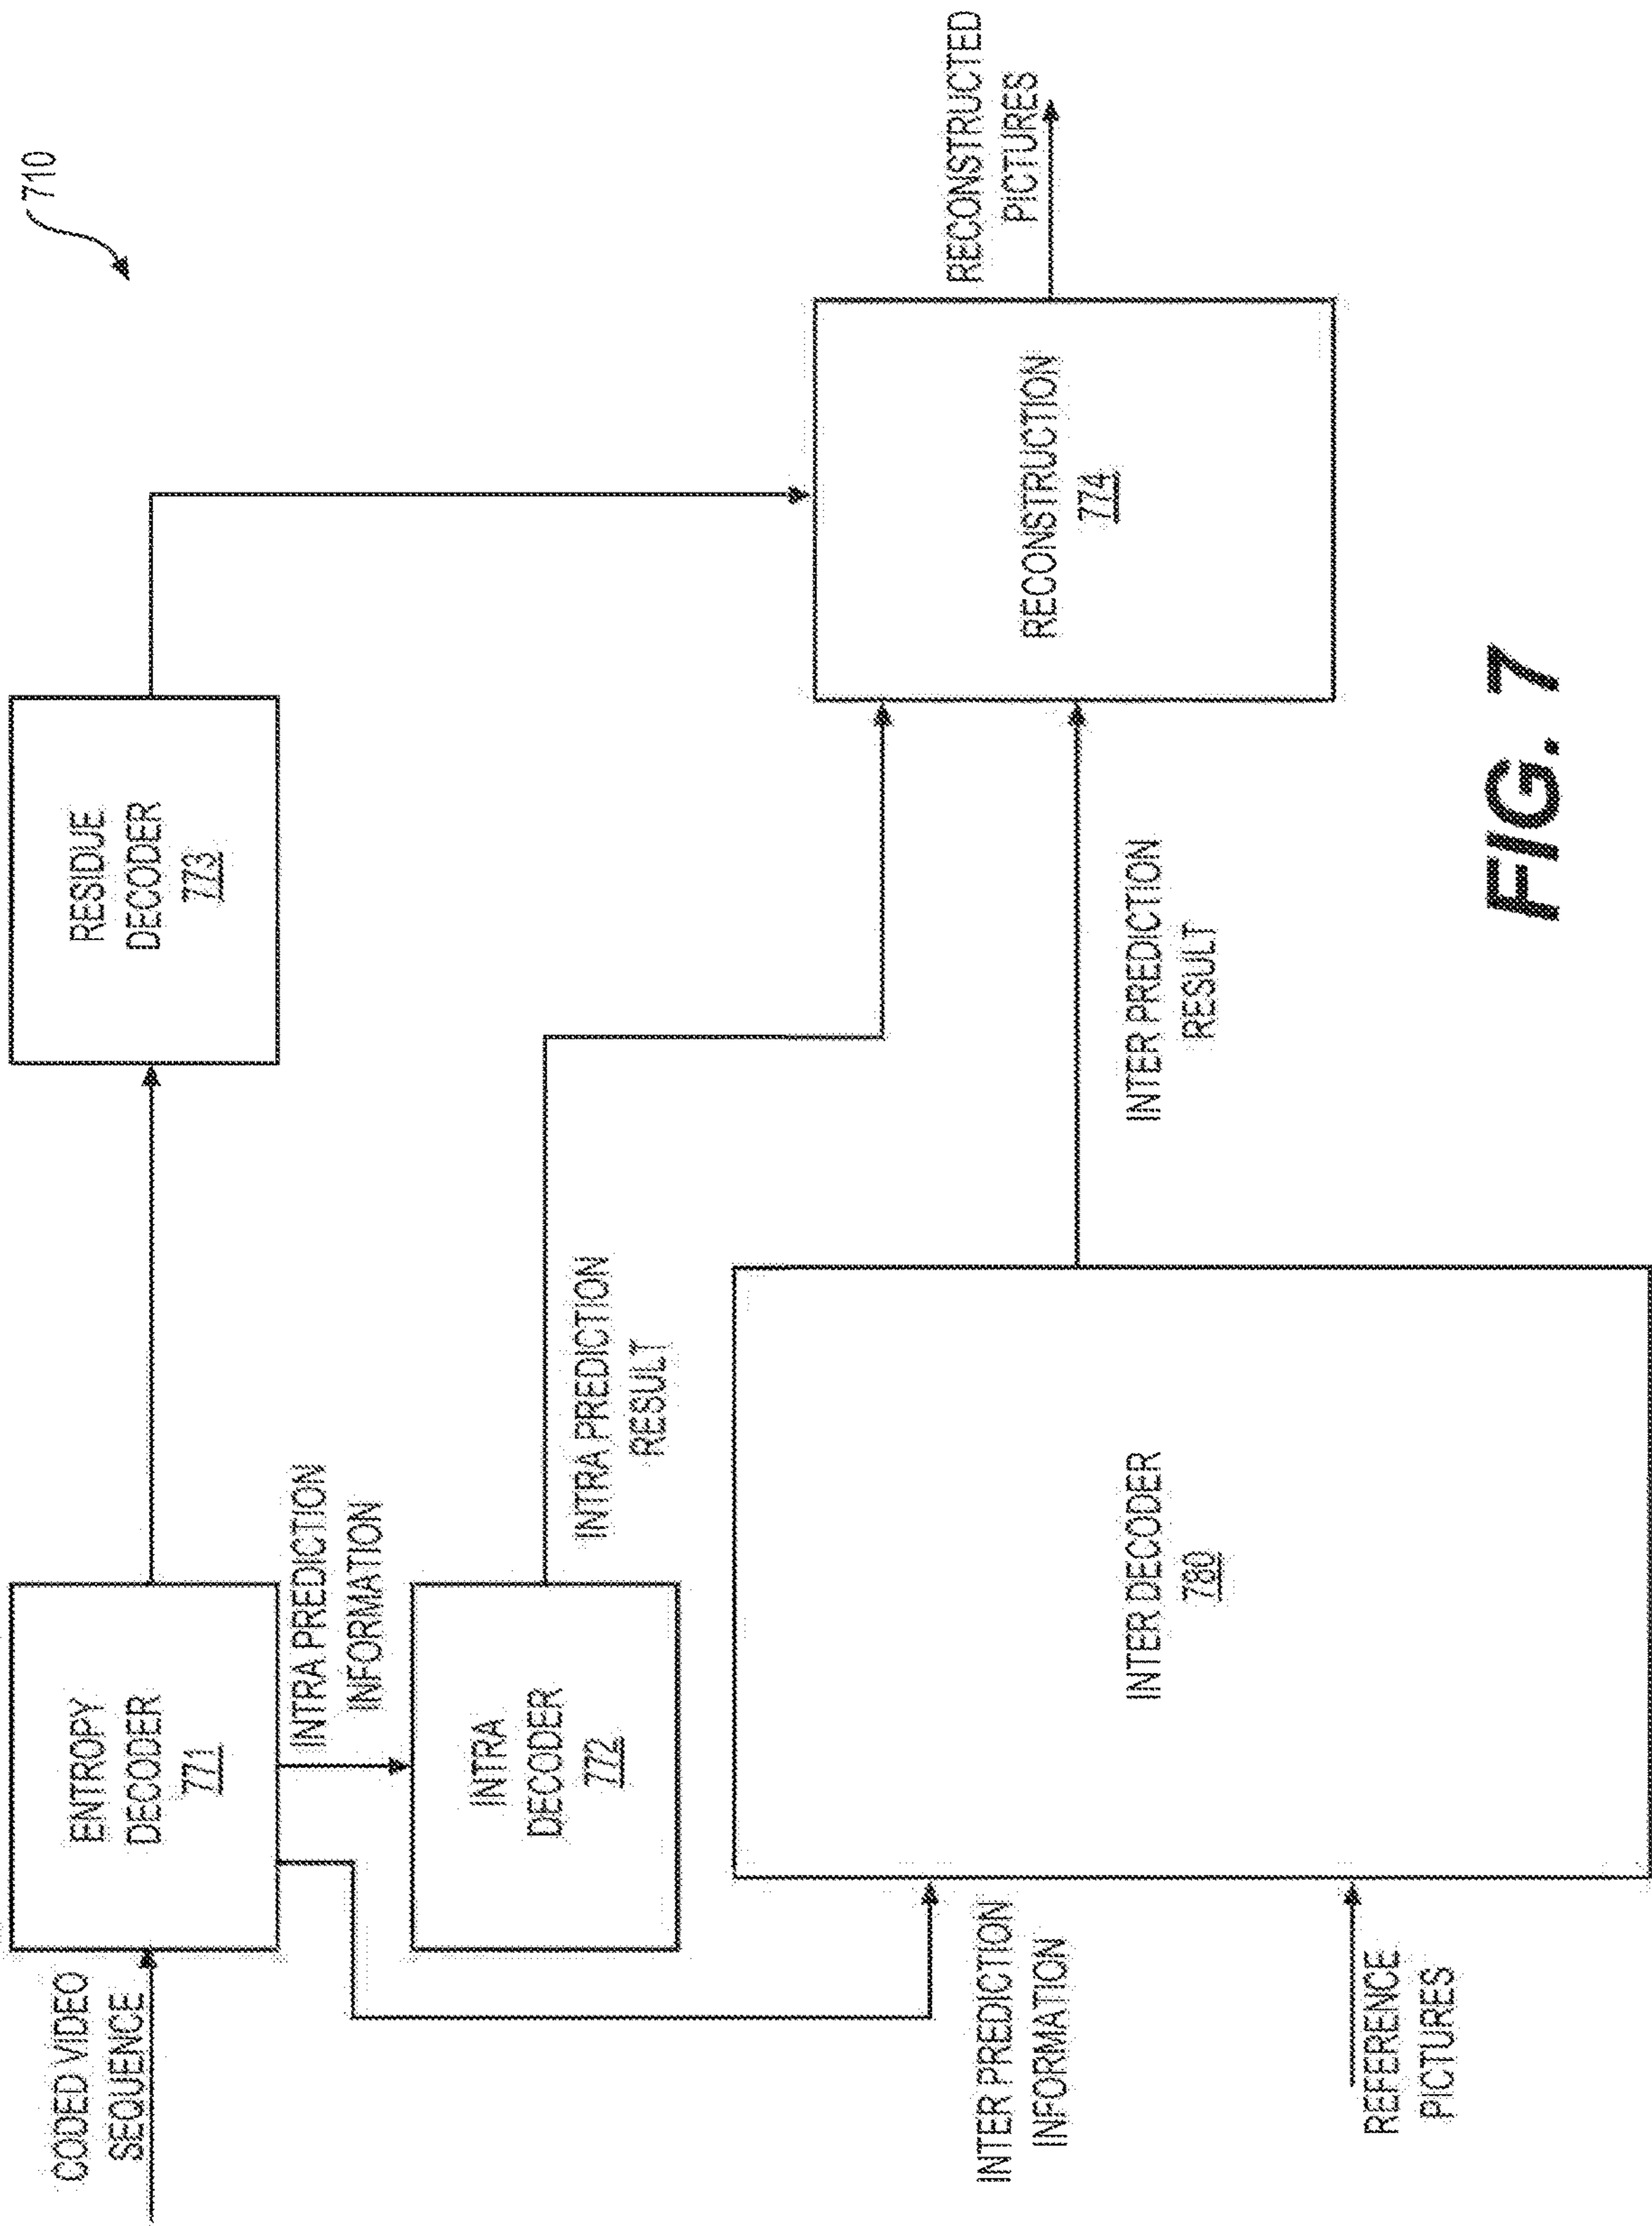 710
CODED VIDEO
SEQUENCE
ENTROPY
DECODER
771
RESIDUE
DECODER
773
INTRA PREDICTION
INFORMATION
INTRA
DECODER
772
INTRA PREDICTION
RESULT
INTER PREDICTION
INFORMATION
REFERENCE
PICTURES
INTER DECODER
780
INTER PREDICTION
RESULT
RECONSTRUCTION
774
RECONSTRUCTED
PICTURES
FIG. 7